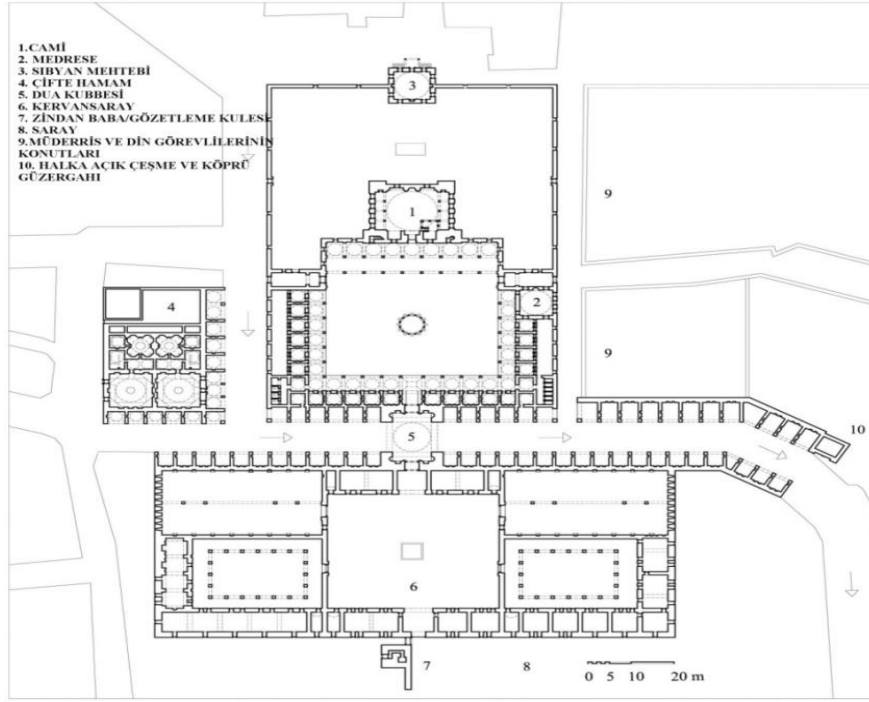 1.CAMİ
2. MEDRESE
3. SIBYAN MEHTEBİ
4. ÇİFTE HAMAM
5. DUA KUBBESİ
6. KERVANSARAY
7. ZİNDAN BABA/GÖZETLEME KULESİ
8. SARAY
9.MÜDERRİS VE DİN GÖREVLİLERİNİN
KONUTLARI
10. HALKA AÇIK ÇEŞME VE KÖPRÜ
GÜZERGAHI
3
9
1
4
2
9
10
5
6
7
8
0 5 10 20 m